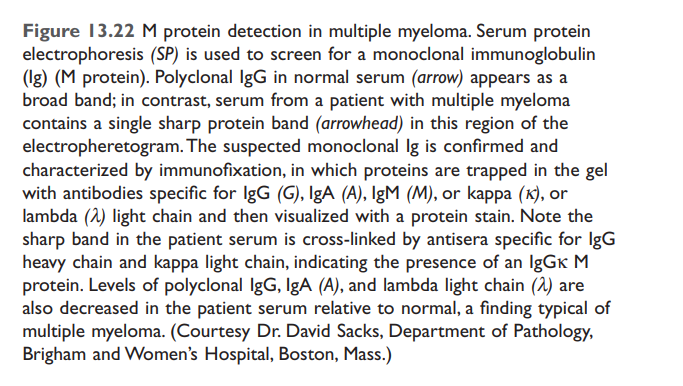 Figure 13.22 M protein detection in multiple myeloma. Serum protein
electrophoresis (SP) is used to screen for a monoclonal immunoglobulin
(Ig) (M protein). Polyclonal IgG in normal serum (arrow) appears as a
broad band; in contrast, serum from a patient with multiple myeloma
contains a single sharp protein band (arrowhead) in this region of the
electropheretogram. The suspected monoclonal Ig is confirmed and
characterized by immunofixation, in which proteins are trapped in the gel
with antibodies specific for IgG (G), IgA (A), IgM (M), or kappa (κ), or
lambda (λ) light chain and then visualized with a protein stain. Note the
sharp band in the patient serum is cross-linked by antisera specific for IgG
heavy chain and kappa light chain, indicating the presence of an IgGκ M
protein. Levels of polyclonal IgG, IgA (A), and lambda light chain (λ) are
also decreased in the patient serum relative to normal, a finding typical of
multiple myeloma. (Courtesy Dr. David Sacks, Department of Pathology,
Brigham and Women's Hospital, Boston, Mass.)